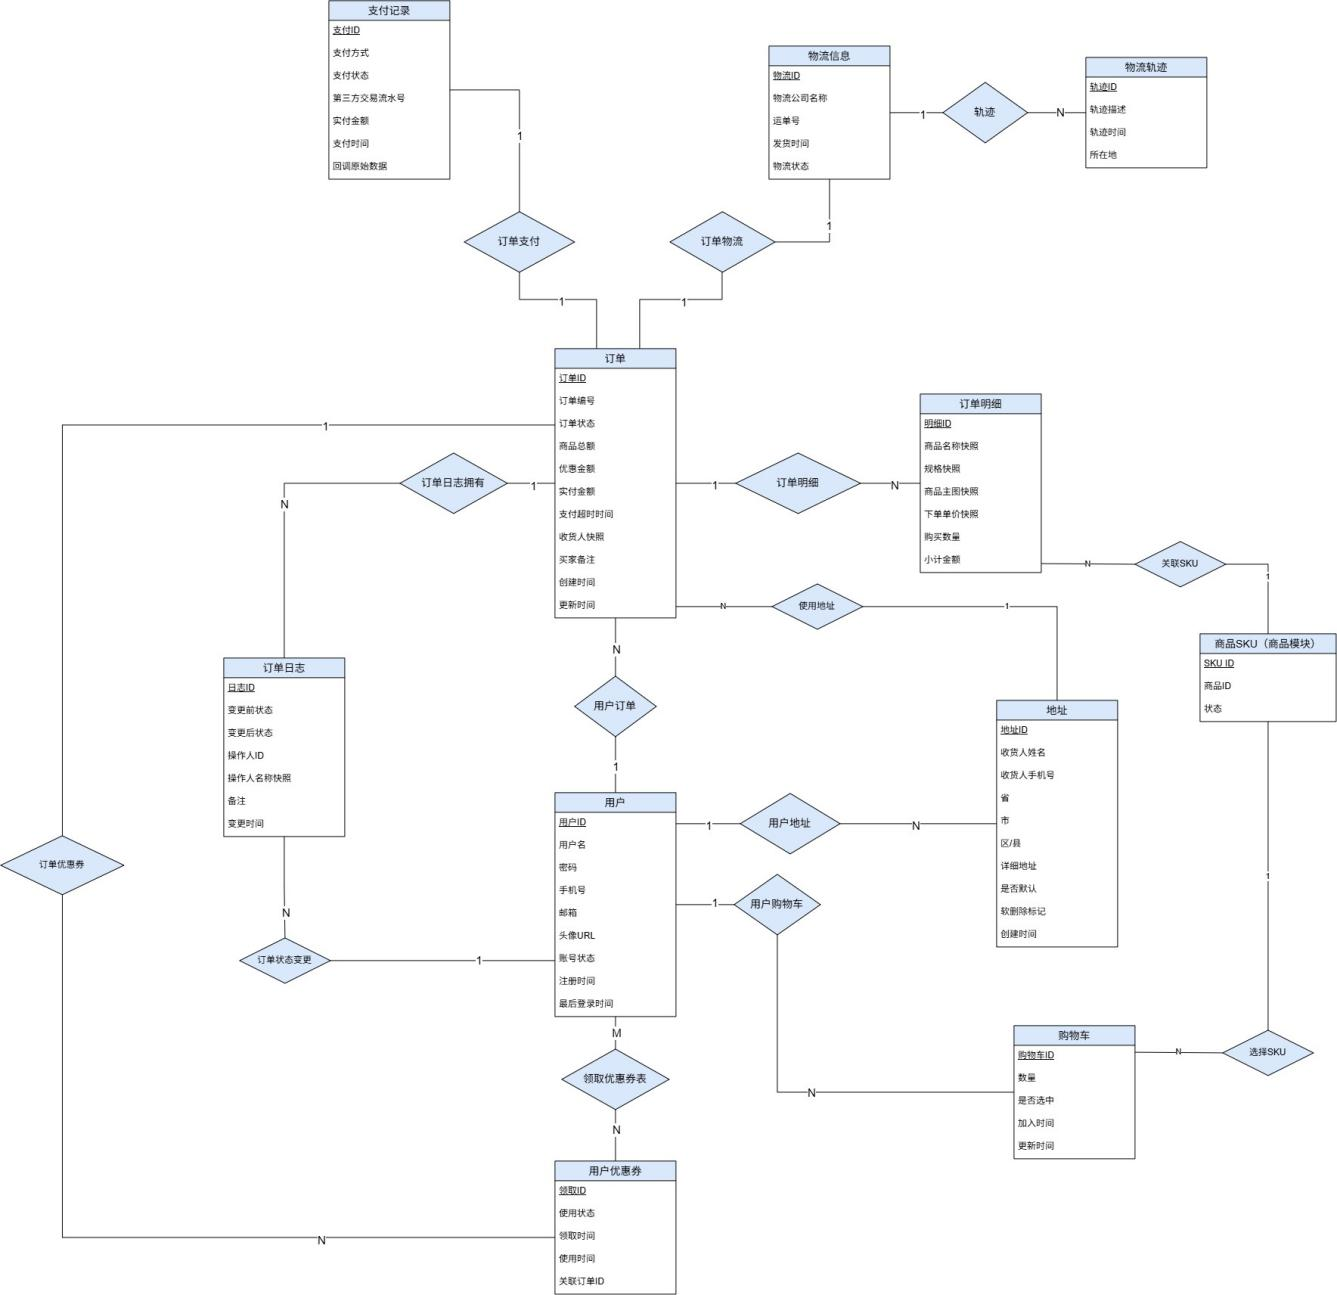 支付记录
支付ID
支付方式
支付状态
第三方交易流水号
实付金额
支付时间
回调原始数据
物流信息
物流ID
物流公司名称
运单号
发货时间
物流状态
1
轨迹
N
物流轨迹
轨迹ID
轨迹描述
轨迹时间
所在地
1
订单支付
1
1
订单物流
1
订单
订单ID
订单编号
订单状态
商品总额
优惠金额
实付金额
支付超时时间
收货人快照
买家备注
创建时间
更新时间
1
订单日志拥有
1
N
1
订单明细
N
订单明细
明细ID
商品名称快照
规格快照
商品主图快照
下单单价快照
购买数量
小计金额
N
关联SKU
1
N
使用地址
1
商品SKU（商品模块）
SKU ID
商品ID
状态
N
用户订单
1
订单日志
日志ID
变更前状态
变更后状态
操作人ID
操作人名称快照
备注
变更时间
地址
地址ID
收货人姓名
收货人手机号
省
市
区/县
详细地址
是否默认
软删除标记
创建时间
用户
用户ID
用户名
密码
手机号
邮箱
头像URL
账号状态
注册时间
最后登录时间
1
用户地址
N
1
用户购物车
N
订单优惠券
N
订单状态变更
1
1
购物车
购物车ID
数量
是否选中
加入时间
更新时间
N
选择SKU
M
领取优惠券表
N
用户优惠券
领取ID
使用状态
领取时间
使用时间
关联订单ID
N